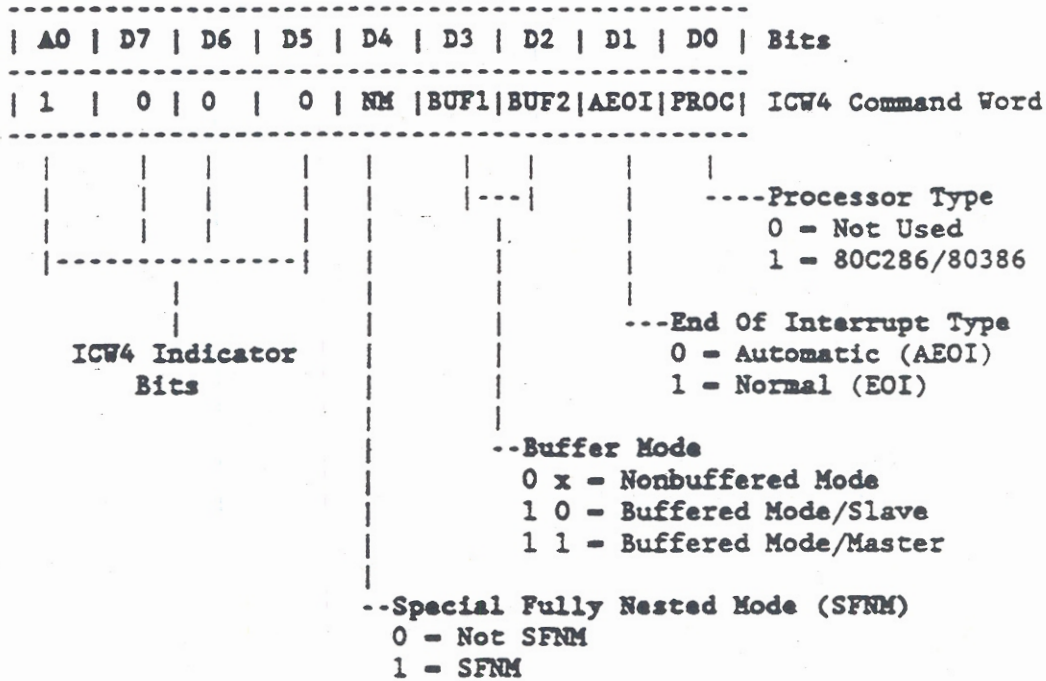 | A0 | D7 | D6 | D5 | D4 | D3 | D2 | D1 | D0 | Bits
| 1 | 0 | 0 | 0 | NM |BUF1|BUF2|AEOI|PROC| ICW4 Command Word
----Processor Type
0 = Not Used
1 = 80C286/80386
---End Of Interrupt Type
0 = Automatic (AEOI)
1 = Normal (EOI)
ICW4 Indicator
Bits
--Buffer Mode
0 x = Nonbuffered Mode
1 0 = Buffered Mode/Slave
1 1 = Buffered Mode/Master
--Special Fully Nested Mode (SFNM)
0 = Not SFNM
1 = SFNM